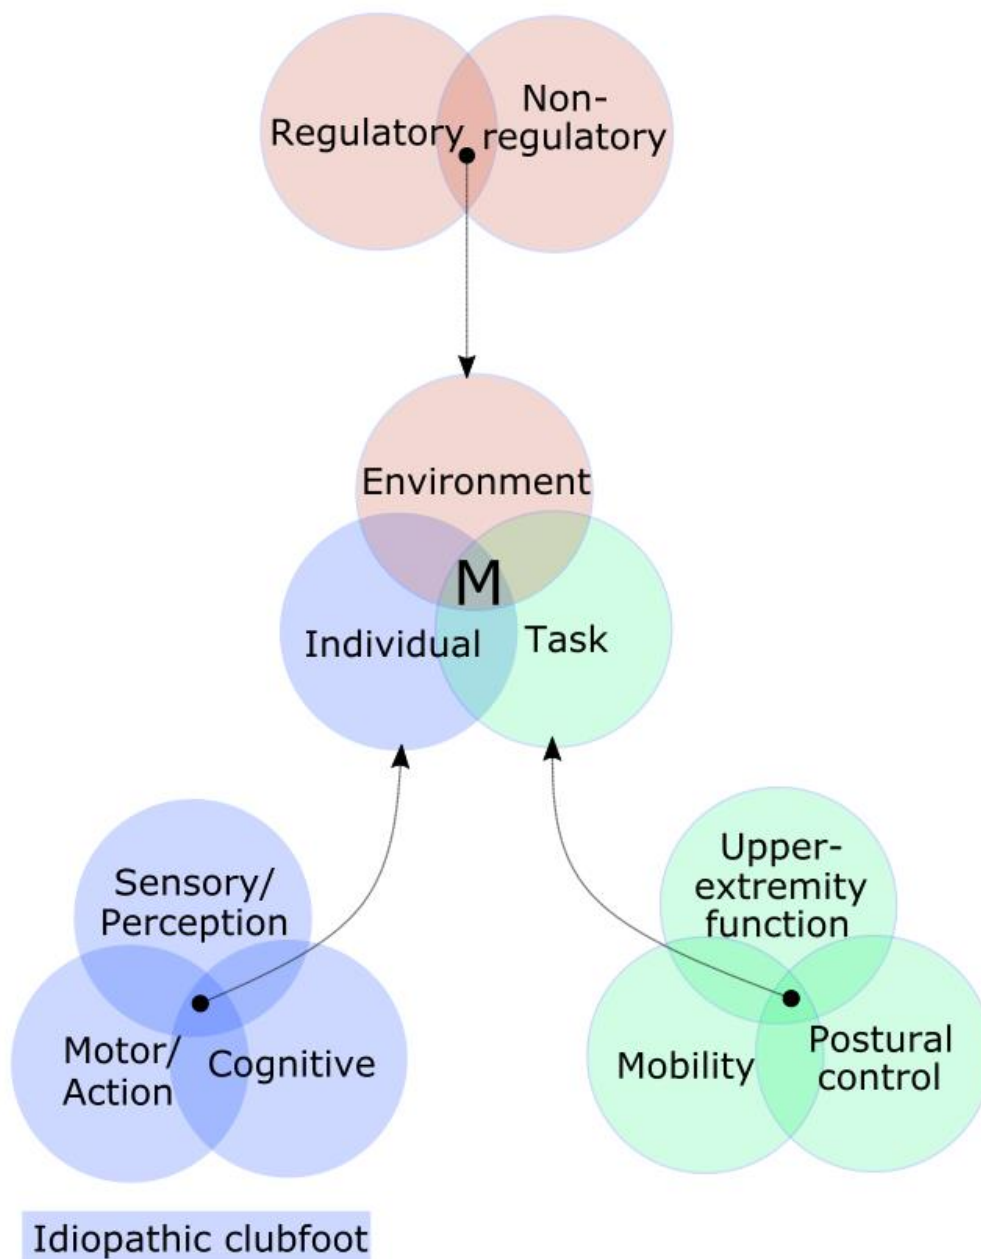 Regulatory
Non-
regulatory
Environment
M
Individual
Task
Sensory/
Perception
Motor/
Action
Cognitive
Upper-
extremity
function
Mobility
Postural
control
Idiopathic clubfoot